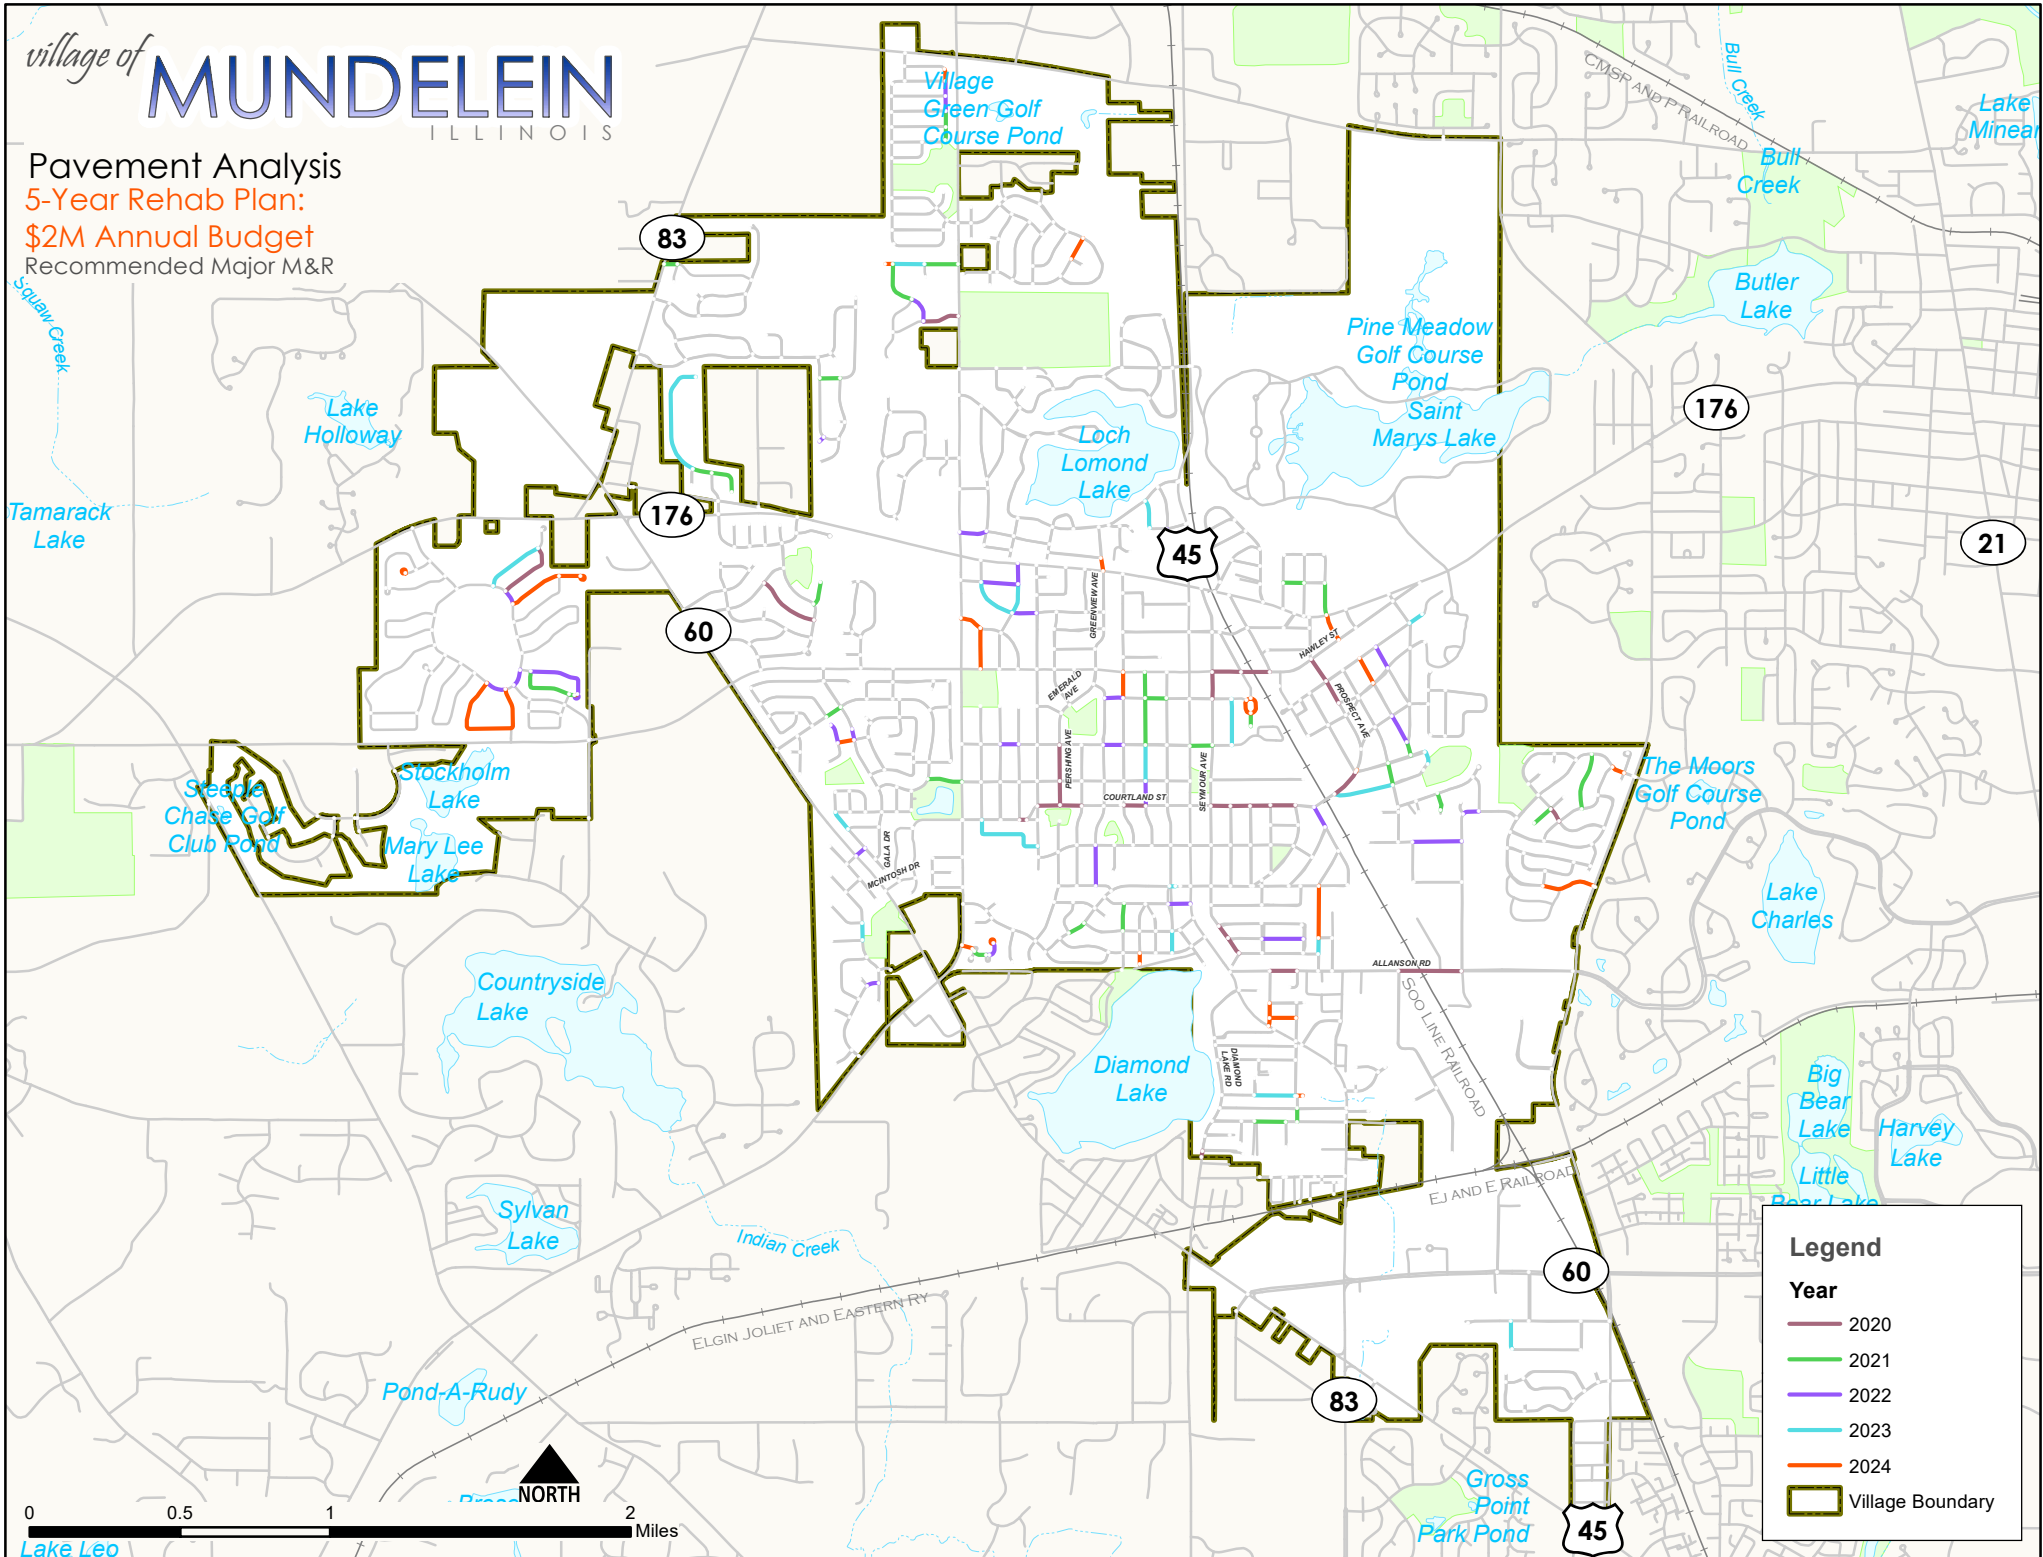 village of
MUNDELEIN
ILLINOIS
Pavement Analysis
5-Year Rehab Plan:
$2M Annual Budget
Recommended Major M&R
Village
Green Golf
Course Pond
Bull Creek
CMSR AND P RAILROAD
Lake
Minear
Bull
Creek
83
Squaw Creek
Butler
Lake
Pine Meadow
Golf Course
Pond
Saint
Marys Lake
176
Lake
Holloway
Loch
Lomond
Lake
Tamarack
Lake
176
45
21
60
GREENVIEW AVE
HAWLEY ST
EMERALD
AVE
PROSPECT AVE
PERSHING AVE
SEYMOUR AVE
COURTLAND ST
Stockholm
Lake
Steeple
Chase Golf
Club Pond
Mary Lee
Lake
The Moors
Golf Course
Pond
GALA DR
MCINTOSH DR
Lake
Charles
ALLANSON RD
Countryside
Lake
SOO LINE RAILROAD
Diamond
Lake
DIAMOND
LAKE RD
Big
Bear
Lake
Harvey
Lake
Little
Bear Lake
EJ AND E RAILROAD
Sylvan
Lake
Indian Creek
60
ELGIN JOLIET AND EASTERN RY
Pond-A-Rudy
83
Gross
Point
Park Pond
45
Legend
Year
2020
2021
2022
2023
2024
Village Boundary
NORTH
0
0.5
1
2
Miles
Lake Leo